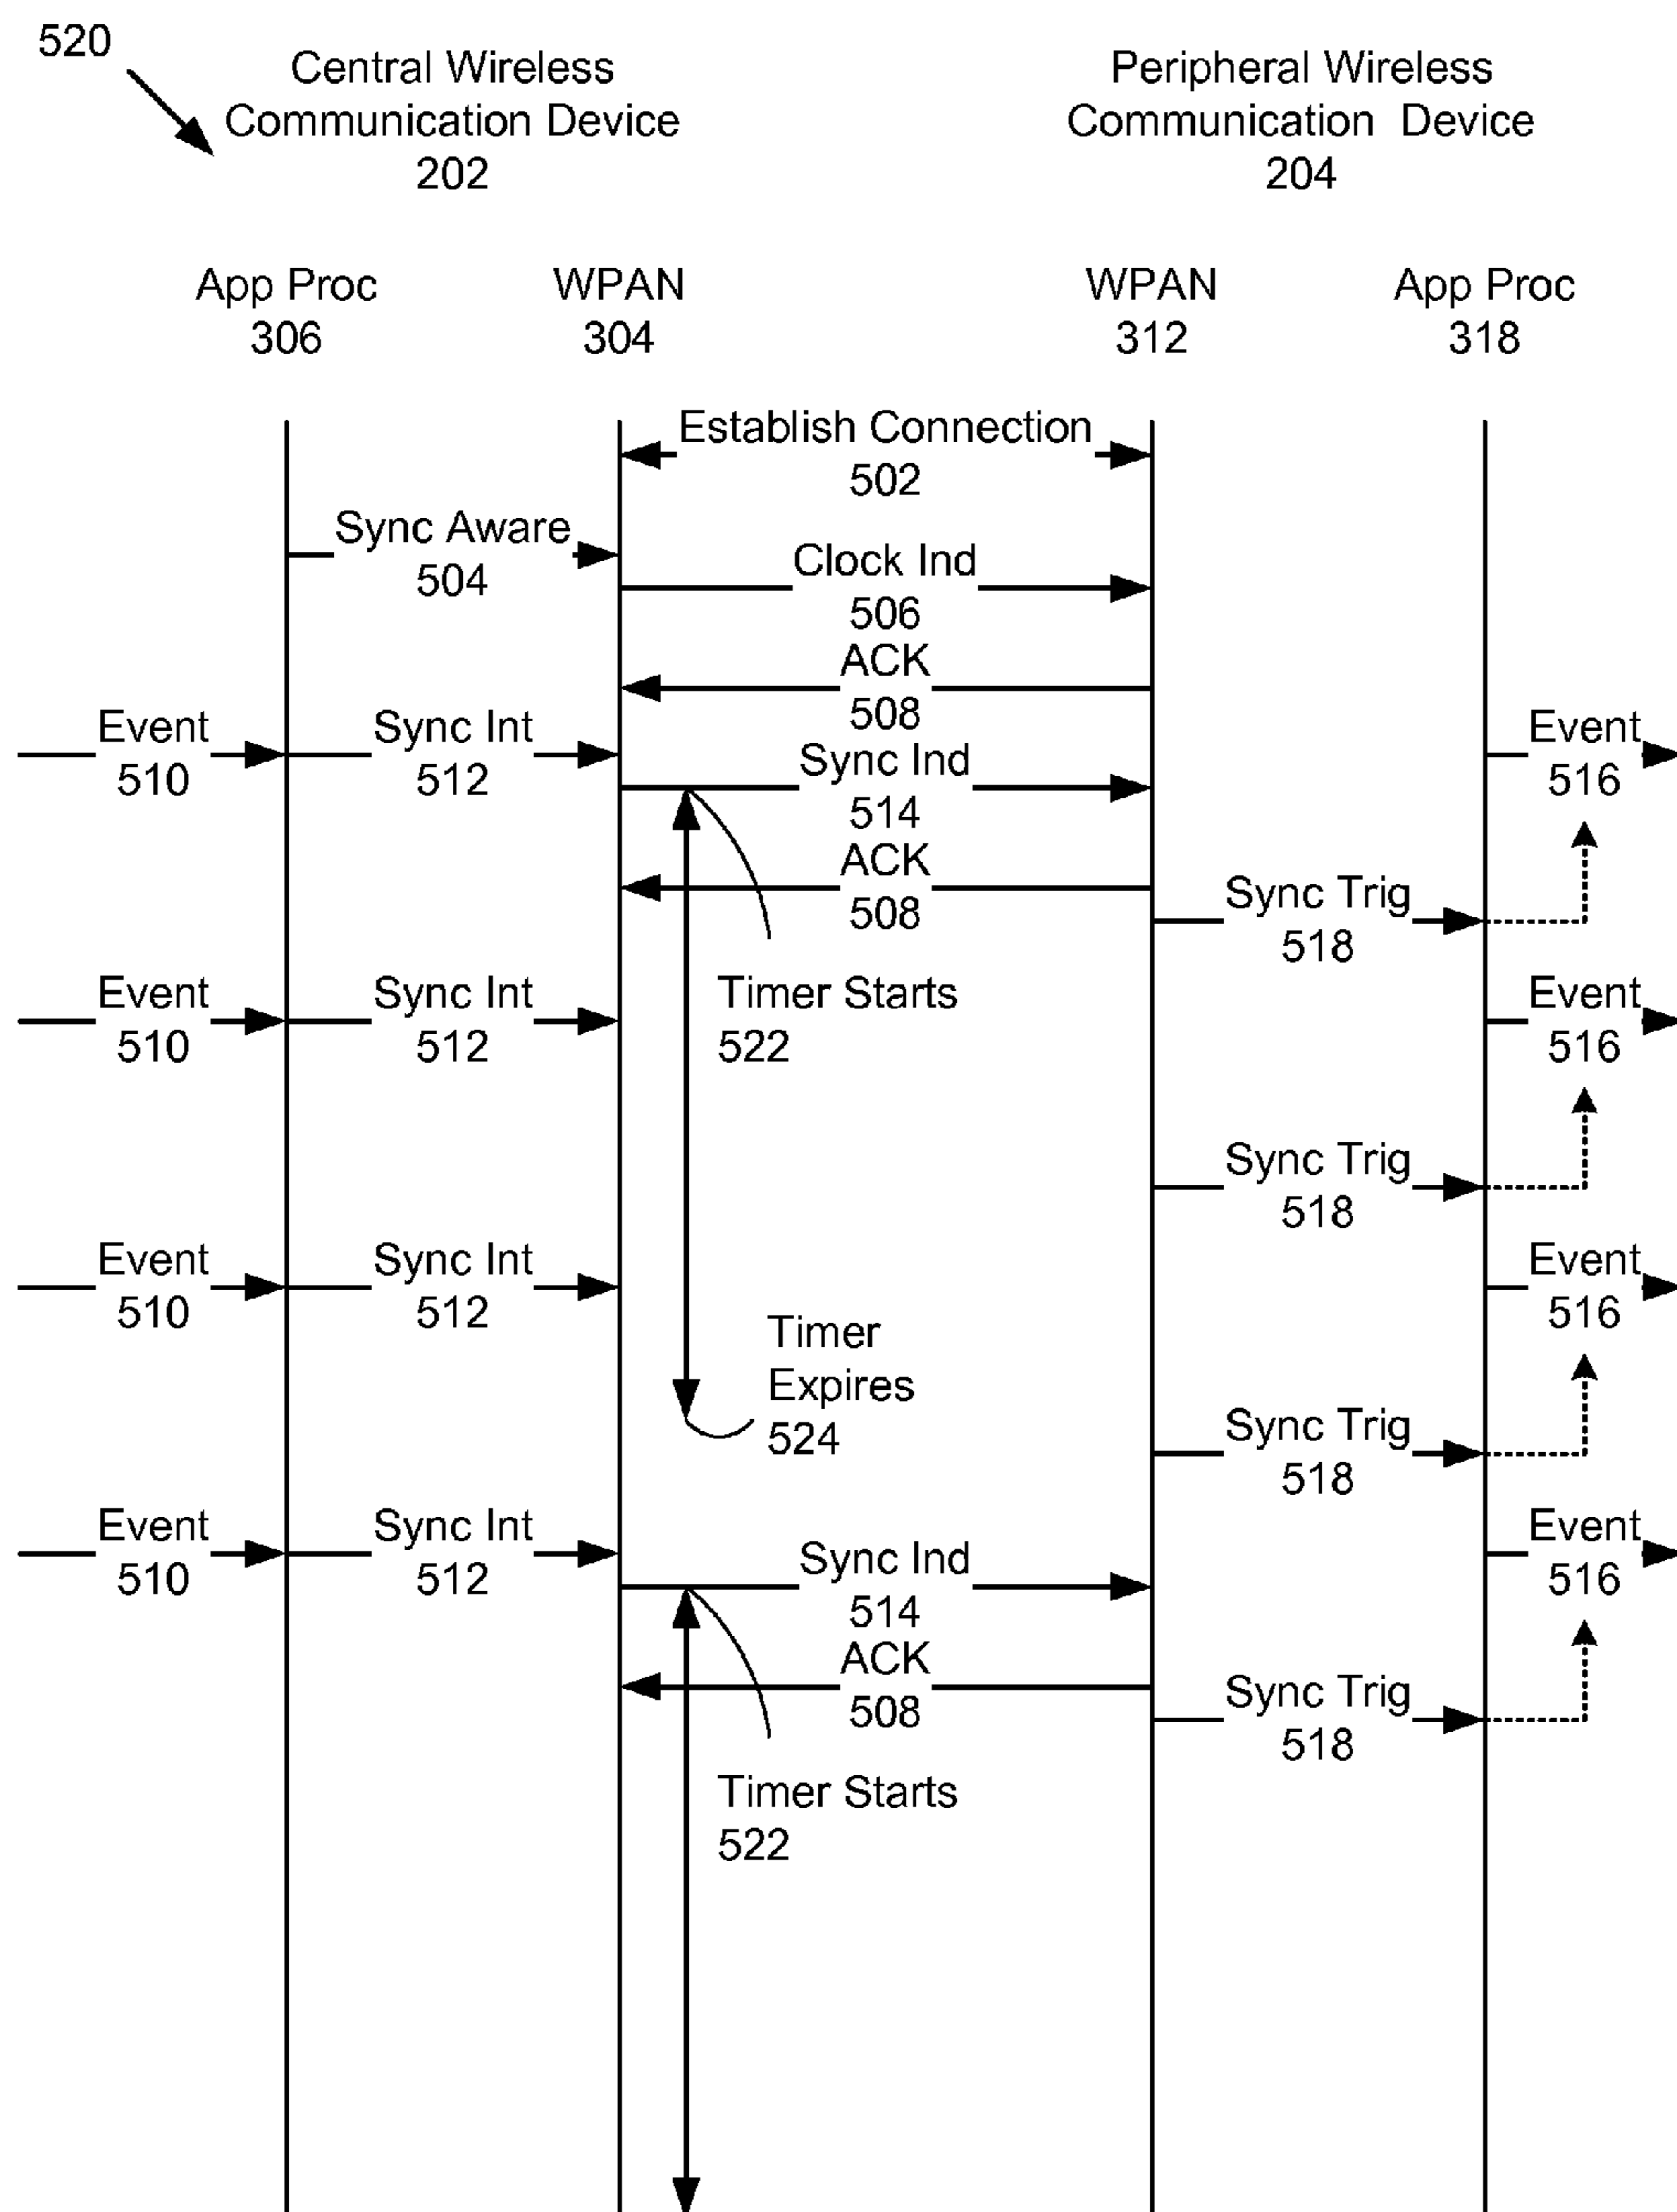 520
Central Wireless
Communication Device
202
Peripheral Wireless
Communication Device
204
App Proc
306
WPAN
304
WPAN
312
App Proc
318
Establish Connection
502
Sync Aware
504
Clock Ind
506
ACK
508
Event
510
Sync Int
512
Sync Ind
514
Event
516
ACK
508
Sync Trig
518
Event
510
Sync Int
512
Timer Starts
522
Event
516
Sync Trig
518
Event
510
Sync Int
512
Event
516
Timer
Expires
524
Sync Trig
518
Event
510
Sync Int
512
Sync Ind
514
Event
516
ACK
508
Sync Trig
518
Timer Starts
522